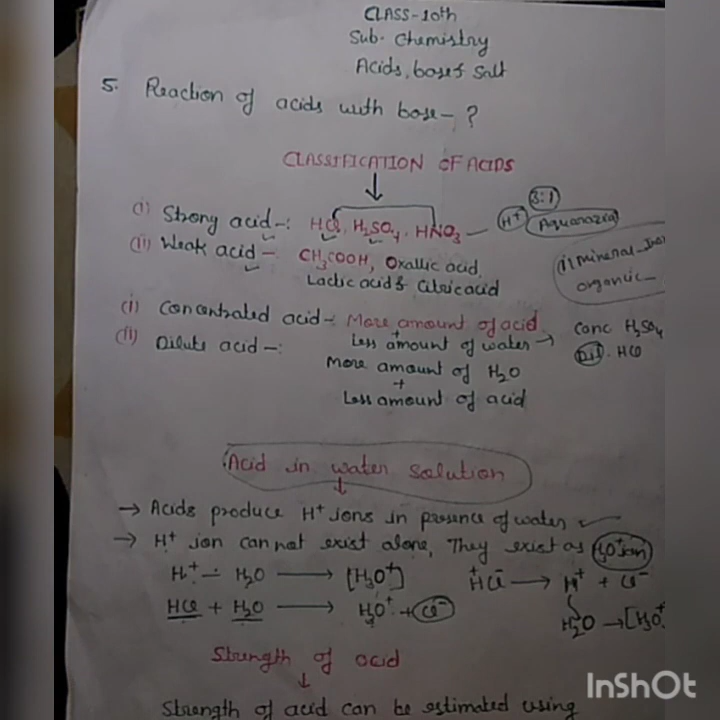 CLASS-10th
Sub- Chemistry
Acids, bases & Salt
5. Reaction of acids with base- ?
CLASSIFICATION OF ACIDS
↓
3:1
(i) Strong acid-: HCl, H₂SO₄, HNO₃ — H⁺
(ii) Weak acid- CH₃COOH, Oxallic acid
Lactic acid & Citric acid
(i) Mineral
organic
(i) Concentrated acid- More amount of acid
+
Less amount of water → Conc H₂SO₄
(ii) Dilute acid-: More amount of H₂O
+
Less amount of acid
Dil. HCl
Acid in water solution
↓
→ Acids produce H⁺ ions in presence of water
→ H⁺ ion can not exist alone, They exist as H₃O⁺ ion
H⁺ - H₂O → [H₃O⁺]
HCl → H⁺ + Cl⁻
HCl + H₂O → H₃O⁺ + Cl⁻
H₂O → [H₃O⁺
Strength of acid
↓
Strength of acid can be estimated using
InShOt